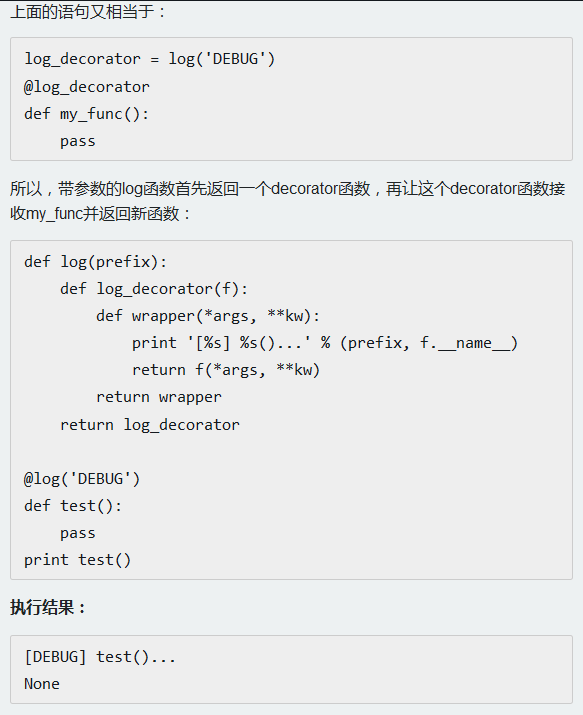 上面的语句又相当于：
log_decorator = log('DEBUG')
@log_decorator
def my_func():
    pass
所以，带参数的log函数首先返回一个decorator函数，再让这个decorator函数接
收my_func并返回新函数：
def log(prefix):
    def log_decorator(f):
        def wrapper(*args, **kw):
            print '[%s] %s()...' % (prefix, f.__name__)
            return f(*args, **kw)
        return wrapper
    return log_decorator
@log('DEBUG')
def test():
    pass
print test()
执行结果：
[DEBUG] test()...
None